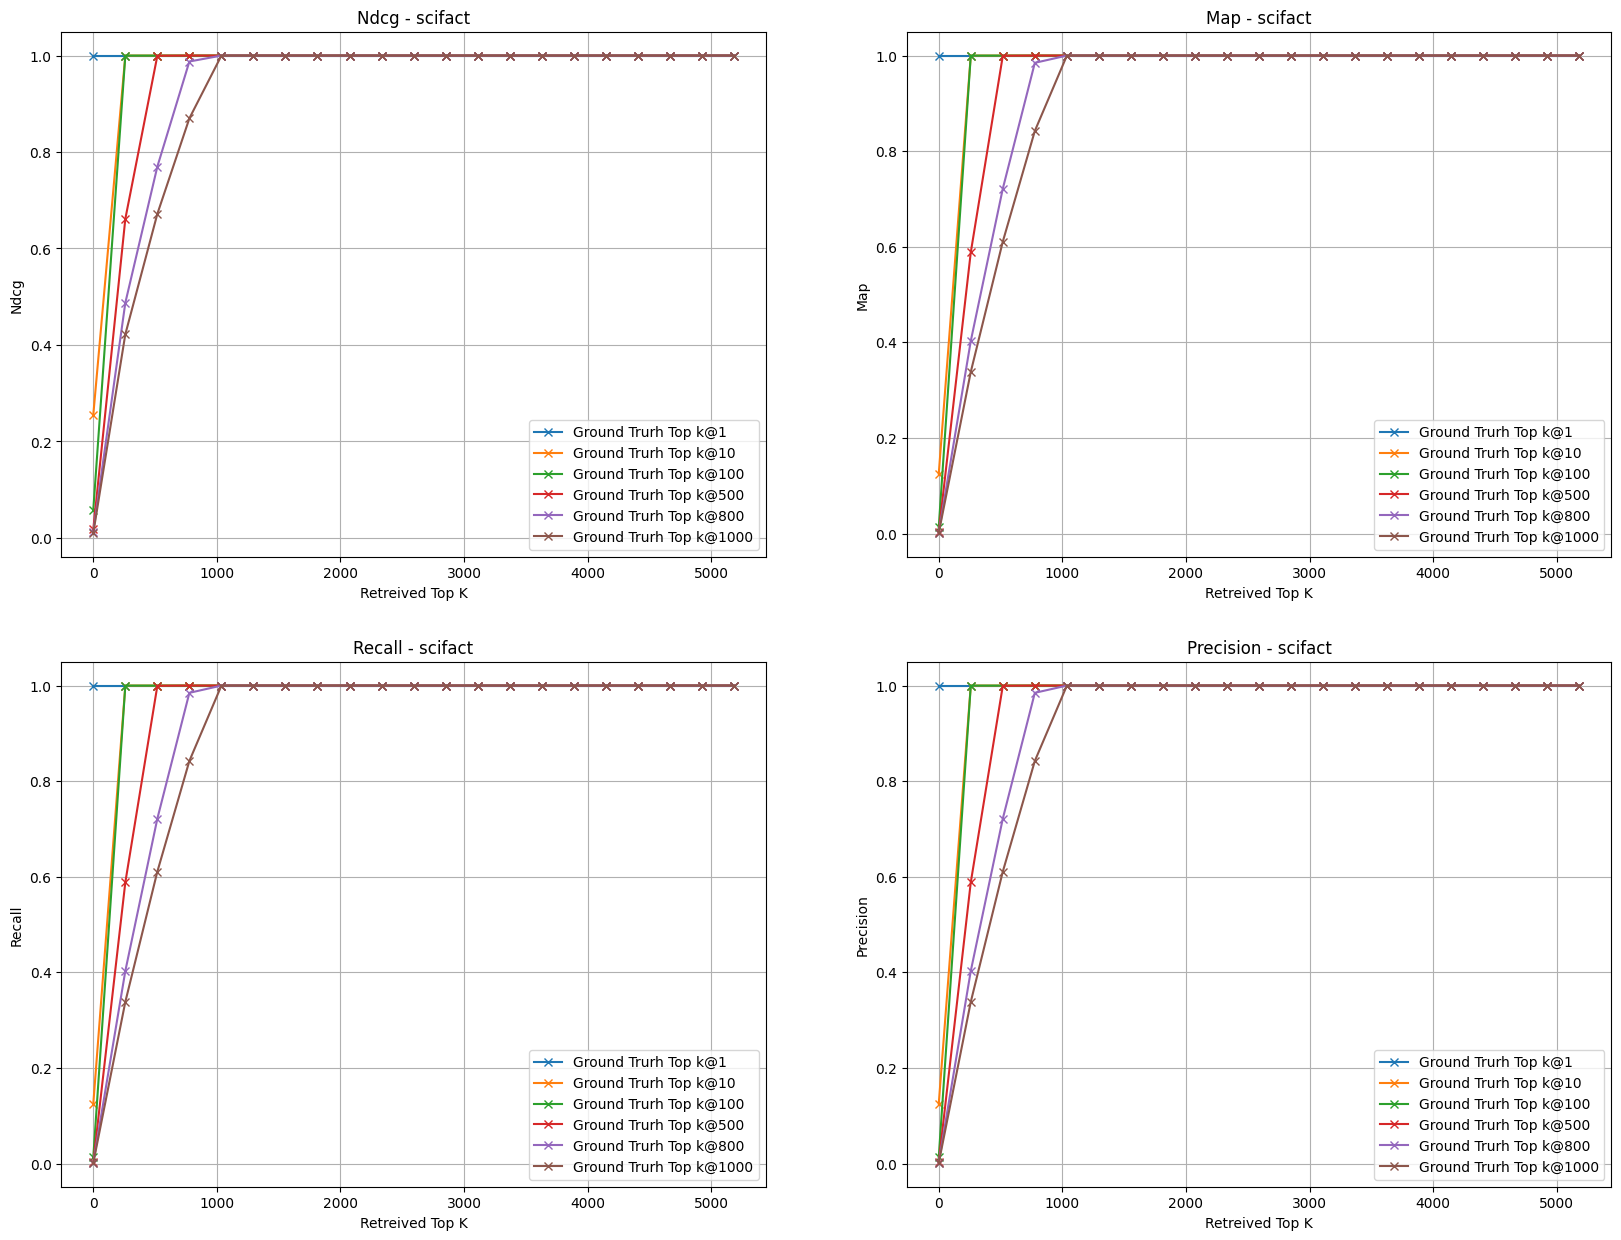 Ndcg - scifact
Ndcg
1.0
0.8
0.6
0.4
0.2
0.0
0 1000 2000 3000 4000 5000
Retreived Top K
Ground Trurh Top k@1
Ground Trurh Top k@10
Ground Trurh Top k@100
Ground Trurh Top k@500
Ground Trurh Top k@800
Ground Trurh Top k@1000
Map - scifact
Map
1.0
0.8
0.6
0.4
0.2
0.0
0 1000 2000 3000 4000 5000
Retreived Top K
Ground Trurh Top k@1
Ground Trurh Top k@10
Ground Trurh Top k@100
Ground Trurh Top k@500
Ground Trurh Top k@800
Ground Trurh Top k@1000
Recall - scifact
Recall
1.0
0.8
0.6
0.4
0.2
0.0
0 1000 2000 3000 4000 5000
Retreived Top K
Ground Trurh Top k@1
Ground Trurh Top k@10
Ground Trurh Top k@100
Ground Trurh Top k@500
Ground Trurh Top k@800
Ground Trurh Top k@1000
Precision - scifact
Precision
1.0
0.8
0.6
0.4
0.2
0.0
0 1000 2000 3000 4000 5000
Retreived Top K
Ground Trurh Top k@1
Ground Trurh Top k@10
Ground Trurh Top k@100
Ground Trurh Top k@500
Ground Trurh Top k@800
Ground Trurh Top k@1000